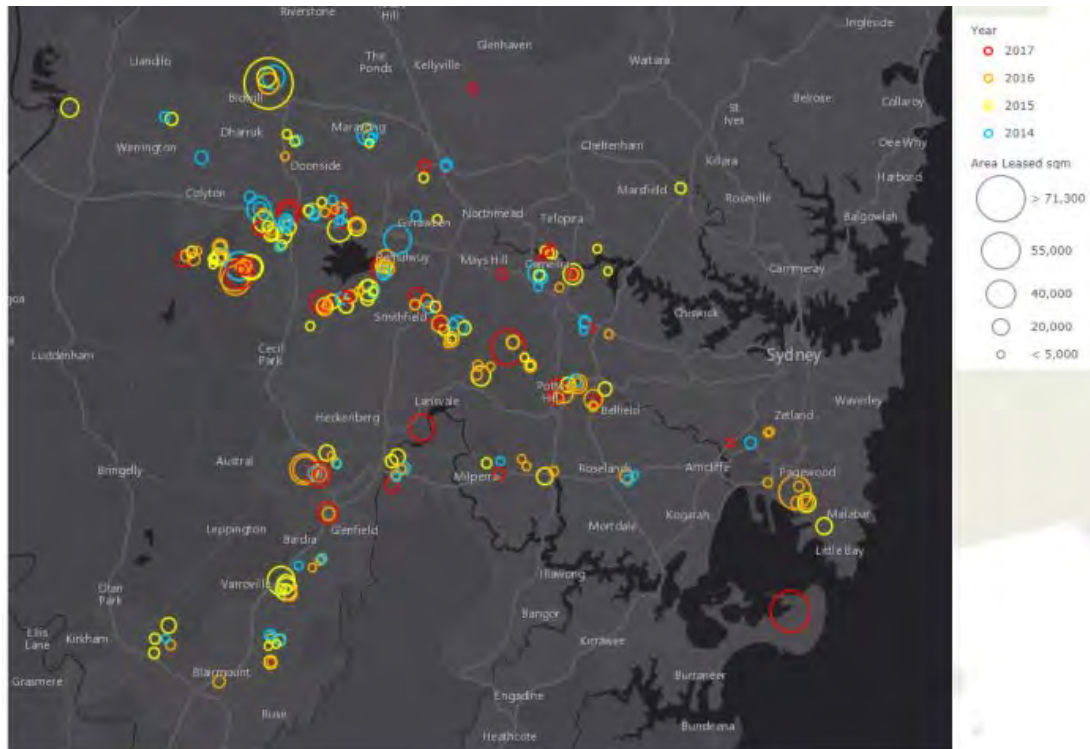 Riverstone
Hill
Ingleside
Glenhaven
The
Ponds
Kellyville
Llandilo
Waitara
Bidwill
Belrose
Collaroy
St
Ives
Dharruk
Marayong
Dee Why
Warrington
Cheltenham
Killara
Doonside
Harbord
Colyton
Marsfield
Roseville
Northmead
Telopea
Balgowlah
Girraween
Mays Hill
Camellia
Cammeray
Pemulwuy
Smithfield
Chiswick
Luddenham
Cecil
Park
Sydney
Potts
Hill
Lansvale
Belfield
Waverley
Heckenberg
Zetland
Bringelly
Austral
Milperra
Roselands
Arncliffe
Pagewood
Kogarah
Malabar
Leppington
Glenfield
Mortdale
Bardia
Little Bay
Illawong
Varroville
Bangor
Park
Ellis
Lane
Kirkham
Kirrawee
Blairmount
Grasmere
Burraneer
Engadine
Ruse
Bundeena
Heathcote
Year
2017
2016
2015
2014
Area Leased sqm
> 71,300
55,000
40,000
20,000
< 5,000